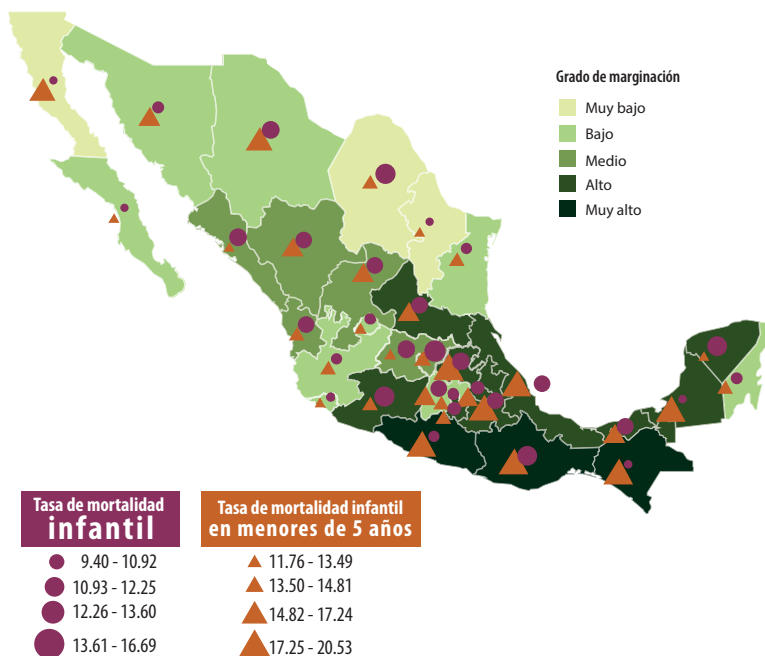 Grado de marginación
Muy bajo
Bajo
Medio
Alto
Muy alto
Tasa de mortalidad
infantil
9.40 - 10.92
10.93 - 12.25
12.26 - 13.60
13.61 - 16.69
Tasa de mortalidad infantil
en menores de 5 años
11.76 - 13.49
13.50 - 14.81
14.82 - 17.24
17.25 - 20.53